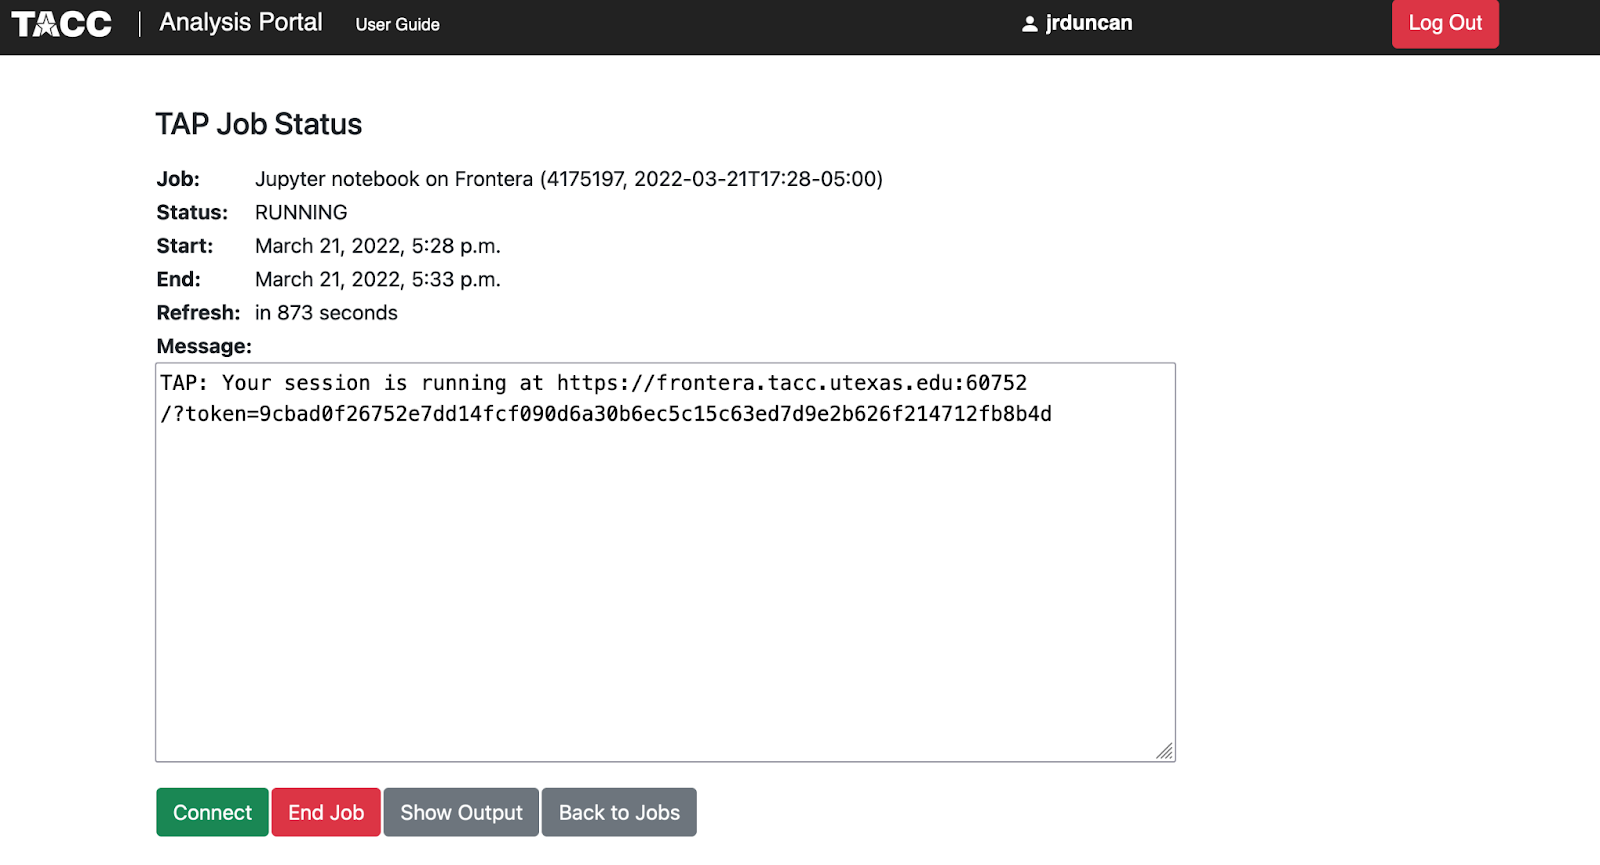 TACC | Analysis Portal User Guide jrduncan Log Out
TAP Job Status
Job: Jupyter notebook on Frontera (4175197, 2022-03-21T17:28-05:00)
Status: RUNNING
Start: March 21, 2022, 5:28 p.m.
End: March 21, 2022, 5:33 p.m.
Refresh: in 873 seconds
Message:
TAP: Your session is running at https://frontera.tacc.utexas.edu:60752
/?token=9cbad0f26752e7dd14fcf090d6a30b6ec5c15c63ed7d9e2b626f214712fb8b4d
Connect End Job Show Output Back to Jobs